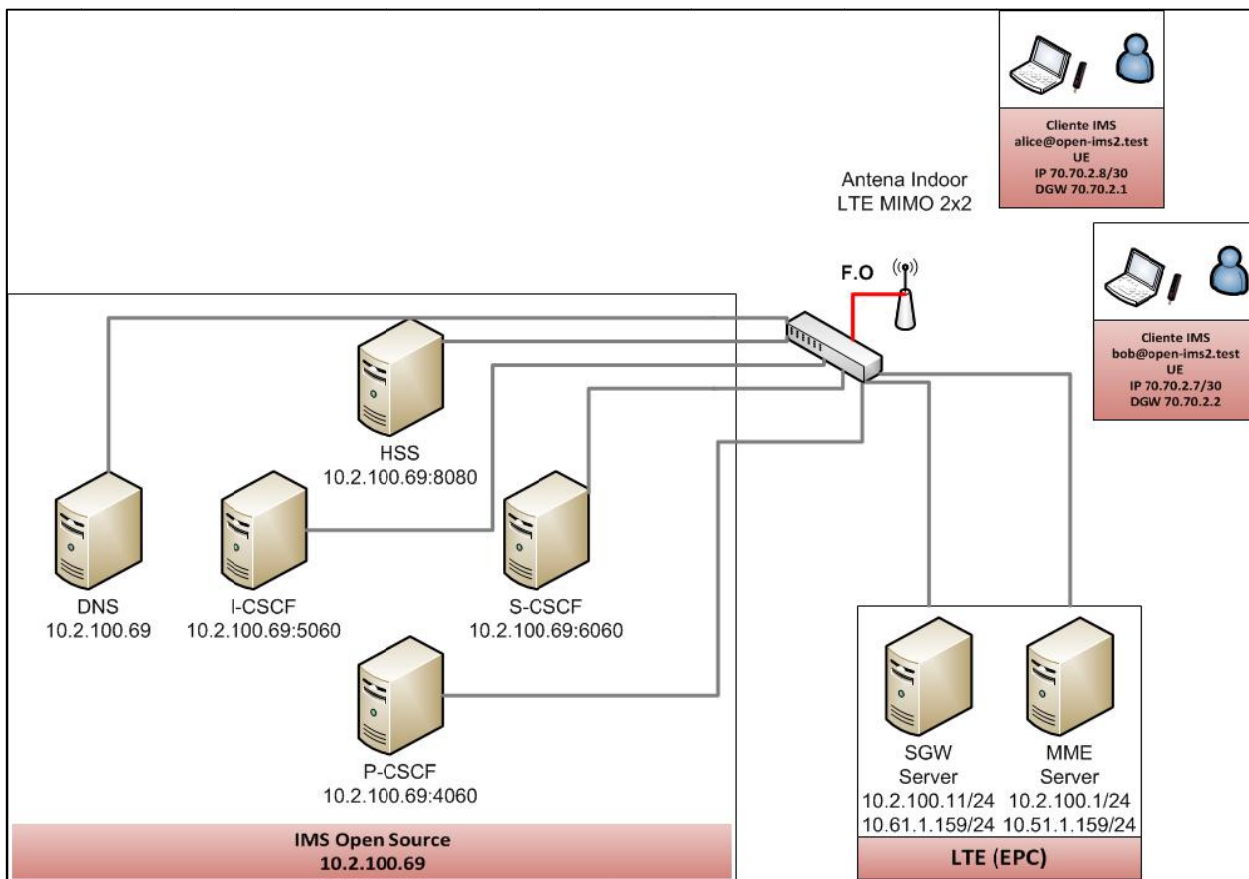 Cliente IMS
alice@open-ims2.test
UE
IP 70.70.2.8/30
DGW 70.70.2.1
Antena Indoor
LTE MIMO 2x2
F.O
Cliente IMS
bob@open-ims2.test
UE
IP 70.70.2.7/30
DGW 70.70.2.2
HSS
10.2.100.69:8080
DNS
10.2.100.69
I-CSCF
10.2.100.69:5060
S-CSCF
10.2.100.69:6060
P-CSCF
10.2.100.69:4060
IMS Open Source
10.2.100.69
SGW
Server
10.2.100.11/24
10.61.1.159/24
MME
Server
10.2.100.1/24
10.51.1.159/24
LTE (EPC)